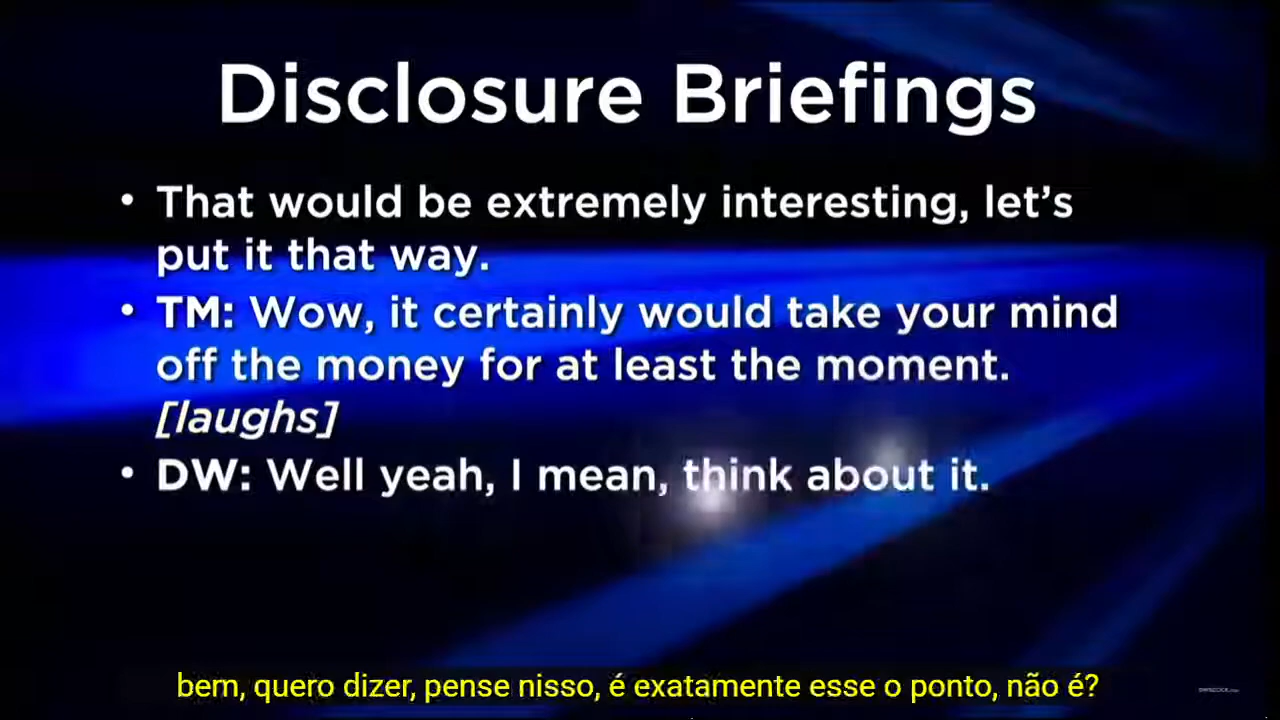 Disclosure Briefings
• That would be extremely interesting, let’s
put it that way.
• TM: Wow, it certainly would take your mind
off the money for at least the moment.
[laughs]
• DW: Well yeah, I mean, think about it.
bem, quero dizer, pense nisso, é exatamente esse o ponto, não é?